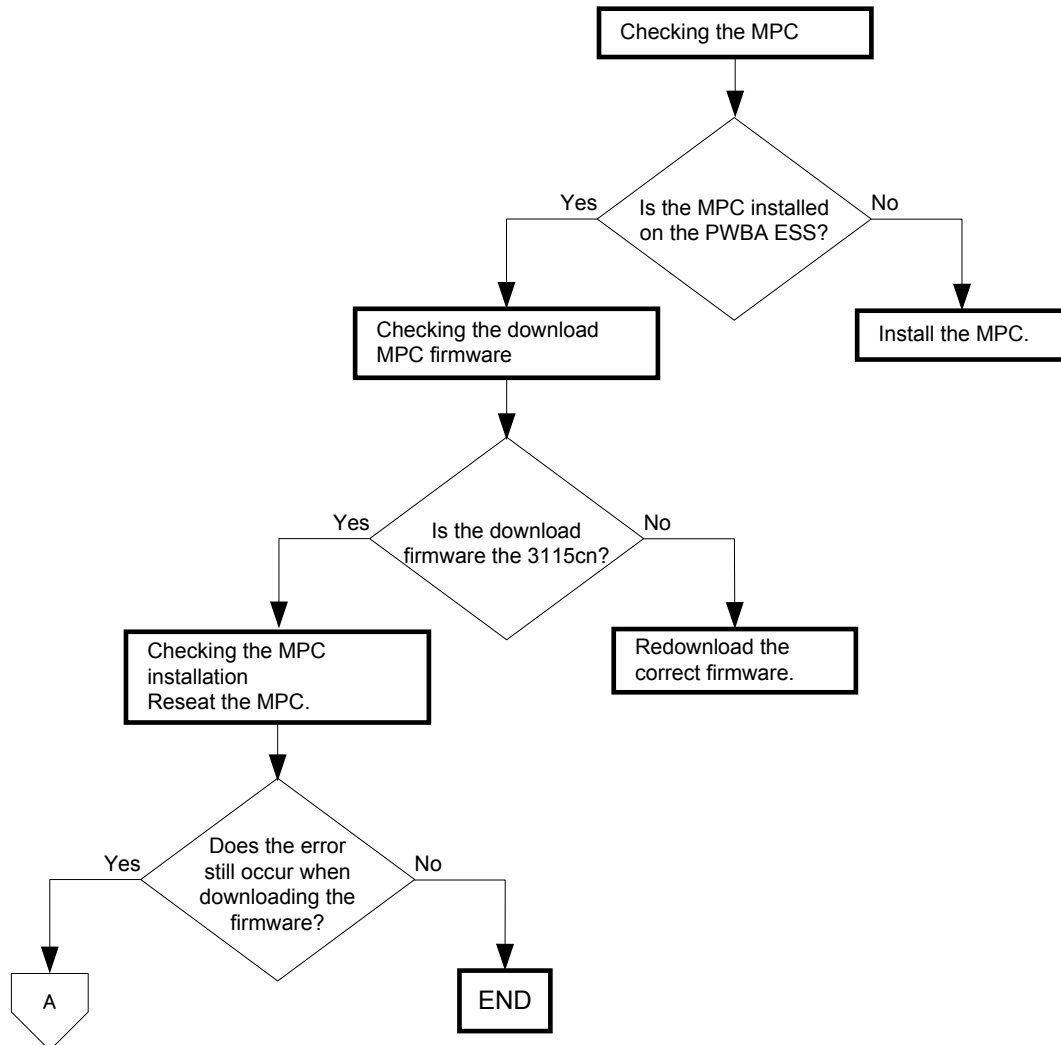 Checking the MPC
Is the MPC installed
on the PWBA ESS?
Yes
No
Checking the download
MPC firmware
Install the MPC.
Is the download
firmware the 3115cn?
Yes
No
Checking the MPC
installation
Reseat the MPC.
Redownload the
correct firmware.
Does the error
still occur when
downloading the
firmware?
Yes
No
A
END